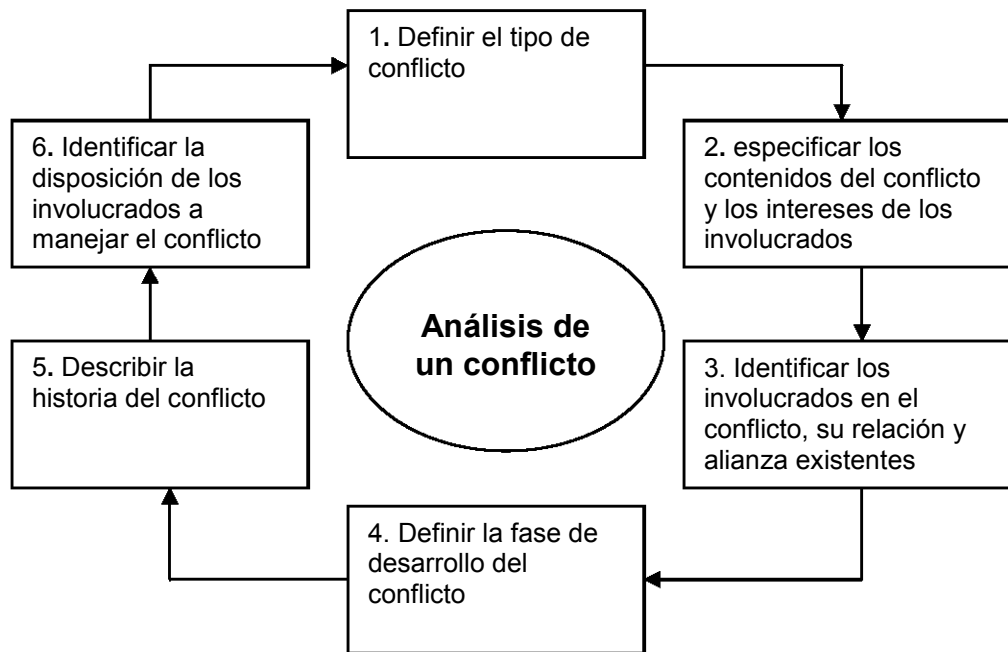 1. Definir el tipo de
conflicto
2. especificar los
contenidos del conflicto
y los intereses de los
involucrados
3. Identificar los
involucrados en el
conflicto, su relación y
alianza existentes
4. Definir la fase de
desarrollo del
conflicto
5. Describir la
historia del conflicto
6. Identificar la
disposición de los
involucrados a
manejar el conflicto
Análisis de
un conflicto